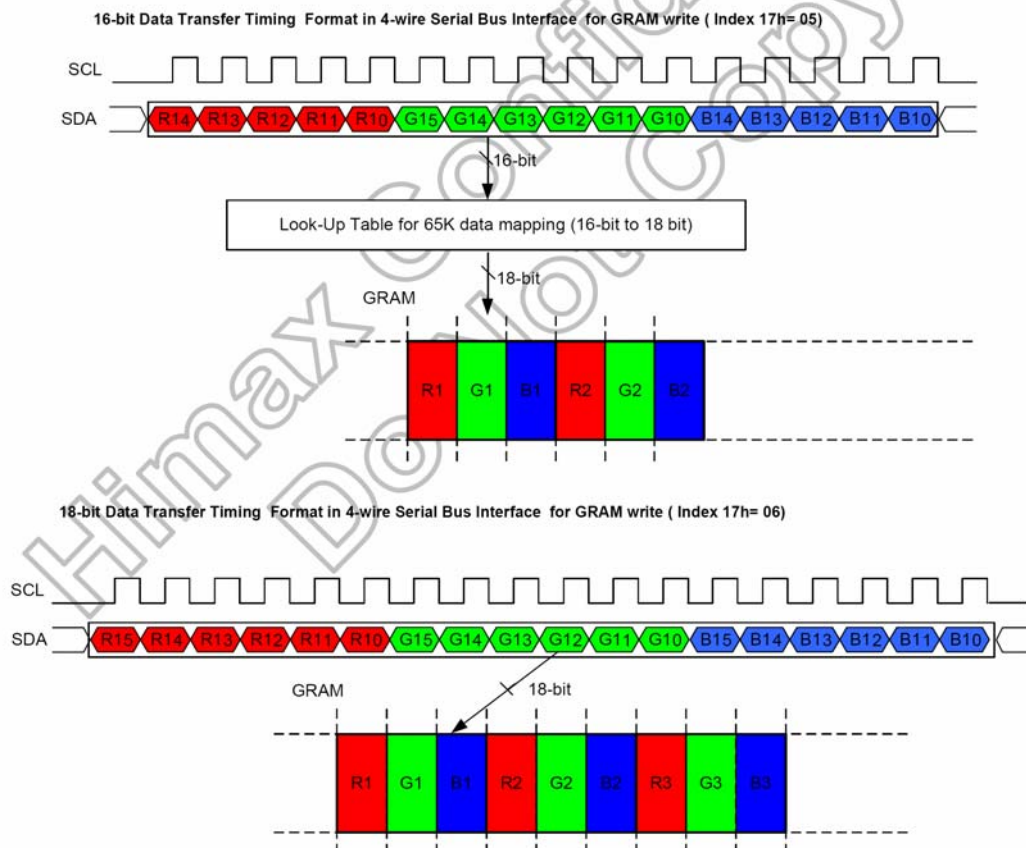 16-bit Data Transfer Timing Format in 4-wire Serial Bus Interface for GRAM write ( Index 17h= 05)
SCL
SDA R14 R13 R12 R11 R10 G15 G14 G13 G12 G11 G10 B14 B13 B12 B11 B10
16-bit
Look-Up Table for 65K data mapping (16-bit to 18 bit)
18-bit
GRAM
R1 G1 B1 R2 G2 B2
18-bit Data Transfer Timing Format in 4-wire Serial Bus Interface for GRAM write ( Index 17h= 06)
SCL
SDA R15 R14 R13 R12 R11 R10 G15 G14 G13 G12 G11 G10 B15 B14 B13 B12 B11 B10
GRAM 18-bit
R1 G1 B1 R2 G2 B2 R3 G3 B3
Himax Confid
Do Not Copy